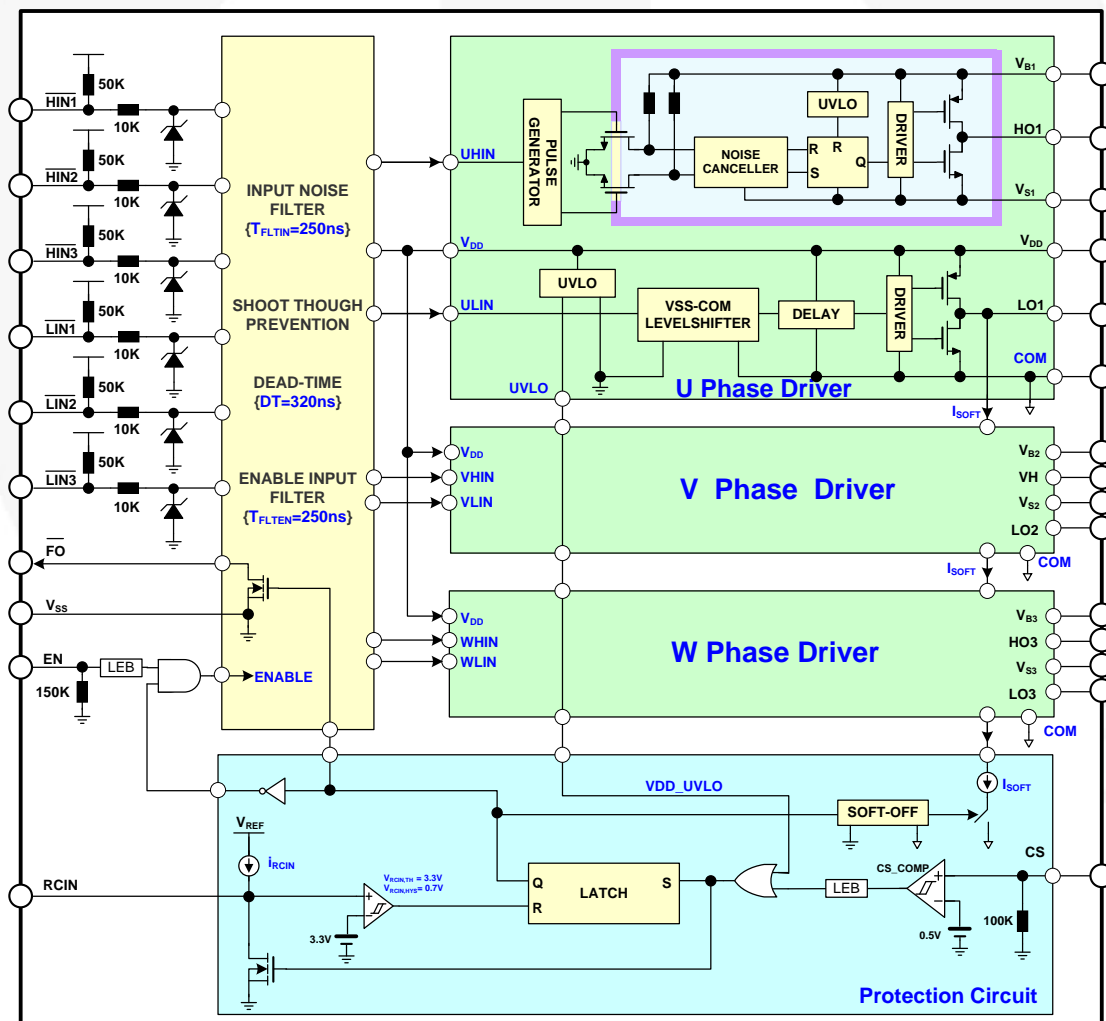 50K
HIN1
10K
50K
HIN2
10K
50K
HIN3
10K
50K
LIN1
10K
50K
LIN2
10K
50K
LIN3
10K
FO
VSS
EN
LEB
150K
ENABLE
INPUT NOISE
FILTER
{TFLTIN=250ns}
SHOOT THOUGH
PREVENTION
DEAD-TIME
{DT=320ns}
ENABLE INPUT
FILTER
{TFLTEN=250ns}
UHIN
PULSE
GENERATOR
NOISE
CANCELLER
UVLO
R
R
S
Q
DRIVER
VB1
HO1
VS1
VDD
VDD
UVLO
ULIN
VSS-COM
LEVELSHIFTER
DELAY
DRIVER
LO1
COM
UVLO
U Phase Driver
ISOFT
VDD
VHIN
VLIN
V Phase Driver
VB2
VH
VS2
LO2
COM
ISOFT
VDD
WHIN
WLIN
W Phase Driver
VB3
HO3
VS3
LO3
COM
VDD_UVLO
SOFT-OFF
ISOFT
VREF
iRCIN
RCIN
VRCIN,TH = 3.3V
VRCIN,HYS= 0.7V
3.3V
Q
R
LATCH
S
LEB
CS_COMP
CS
100K
0.5V
Protection Circuit